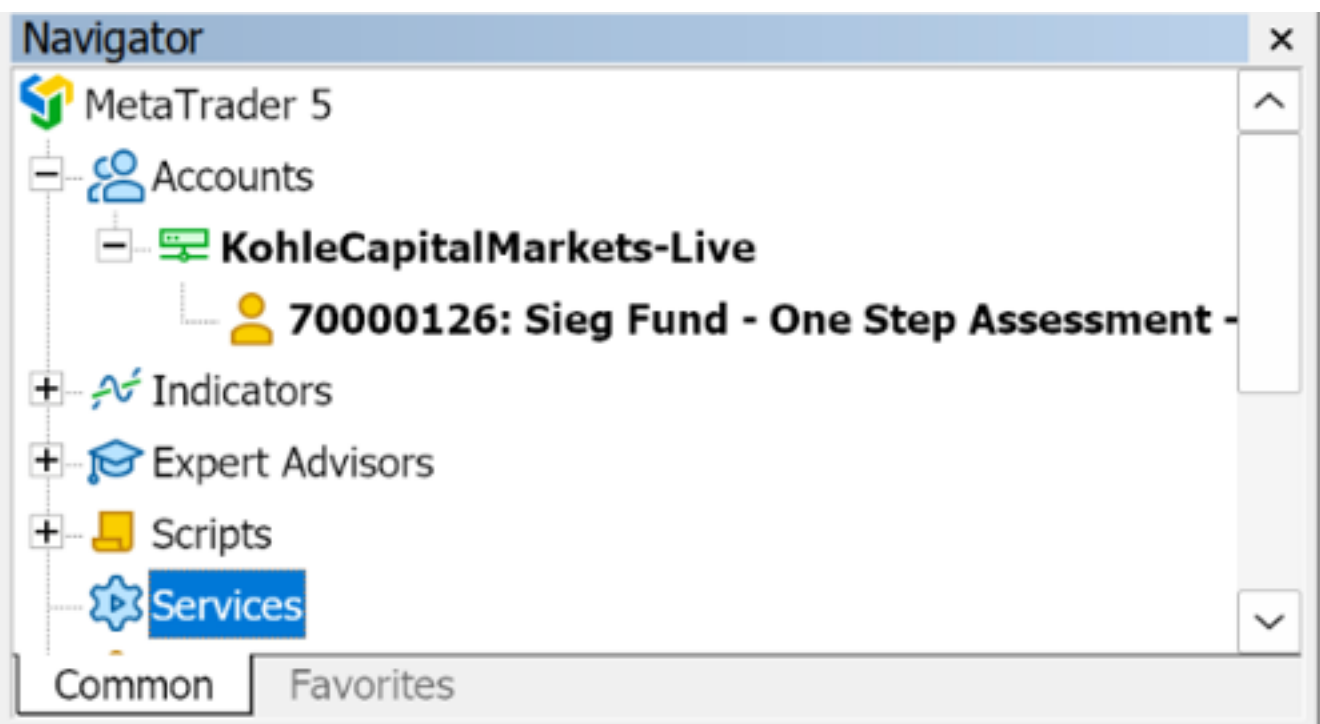 Navigator
MetaTrader 5
Accounts
KohleCapitalMarkets-Live
70000126: Sieg Fund - One Step Assessment -
Indicators
Expert Advisors
Scripts
Services
Common Favorites